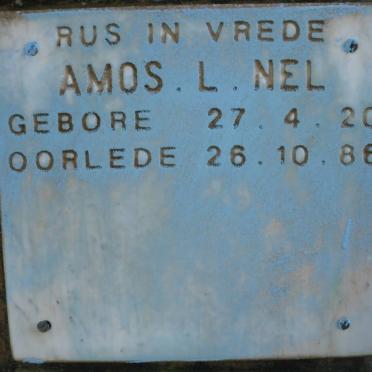 RUS IN VREDE
AMOS. L. NEL
GEBORE 27. 4. 20
OORLEDE 26. 10. 86